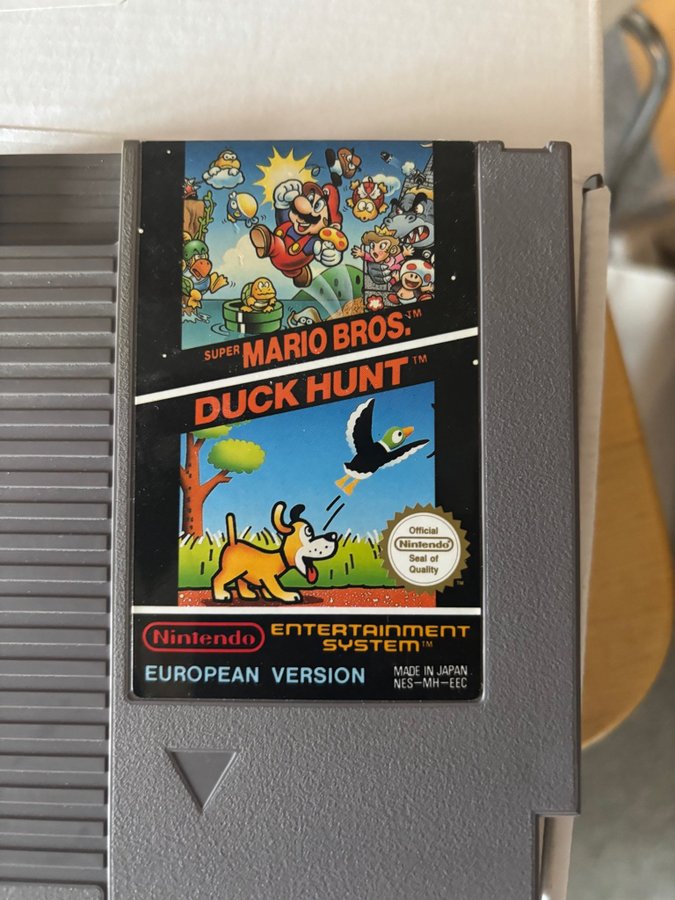 SUPER MARIO BROS.™
DUCK HUNT™
Official
Nintendo
Seal of
Quality
Nintendo ENTERTAINMENT
SYSTEM™
EUROPEAN VERSION
MADE IN JAPAN
NES-MH-EEC